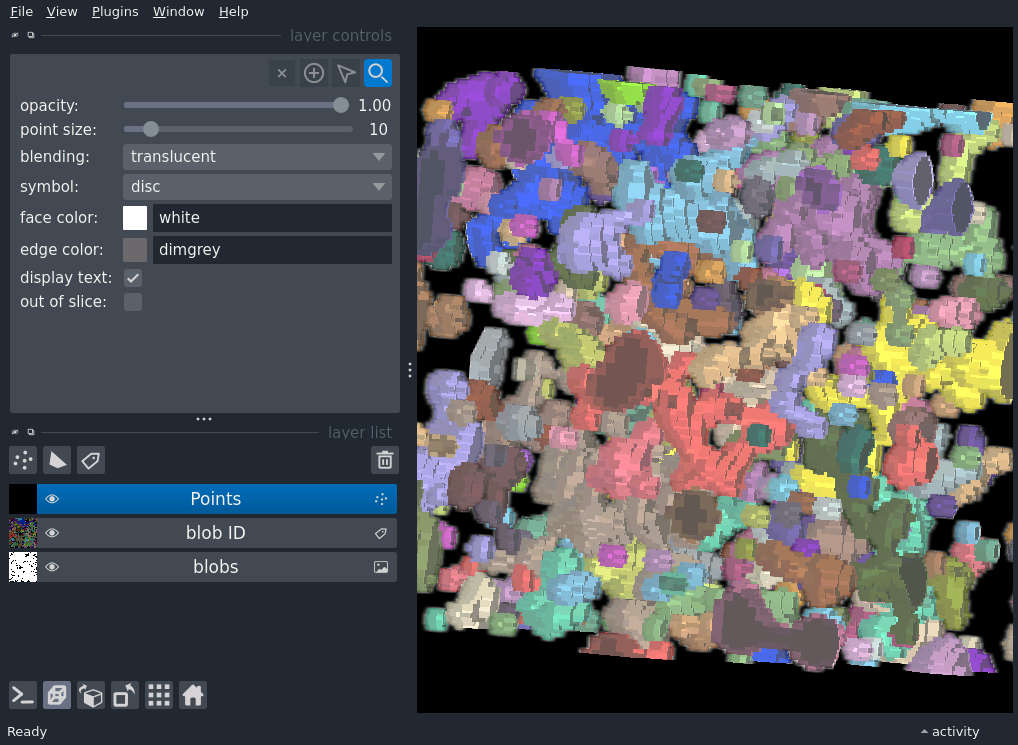 File View Plugins Window Help
layer controls
opacity: 1.00
point size: 10
blending: translucent
symbol: disc
face color: white
edge color: dimgrey
display text:
out of slice:
layer list
Points
blob ID
blobs
Ready activity